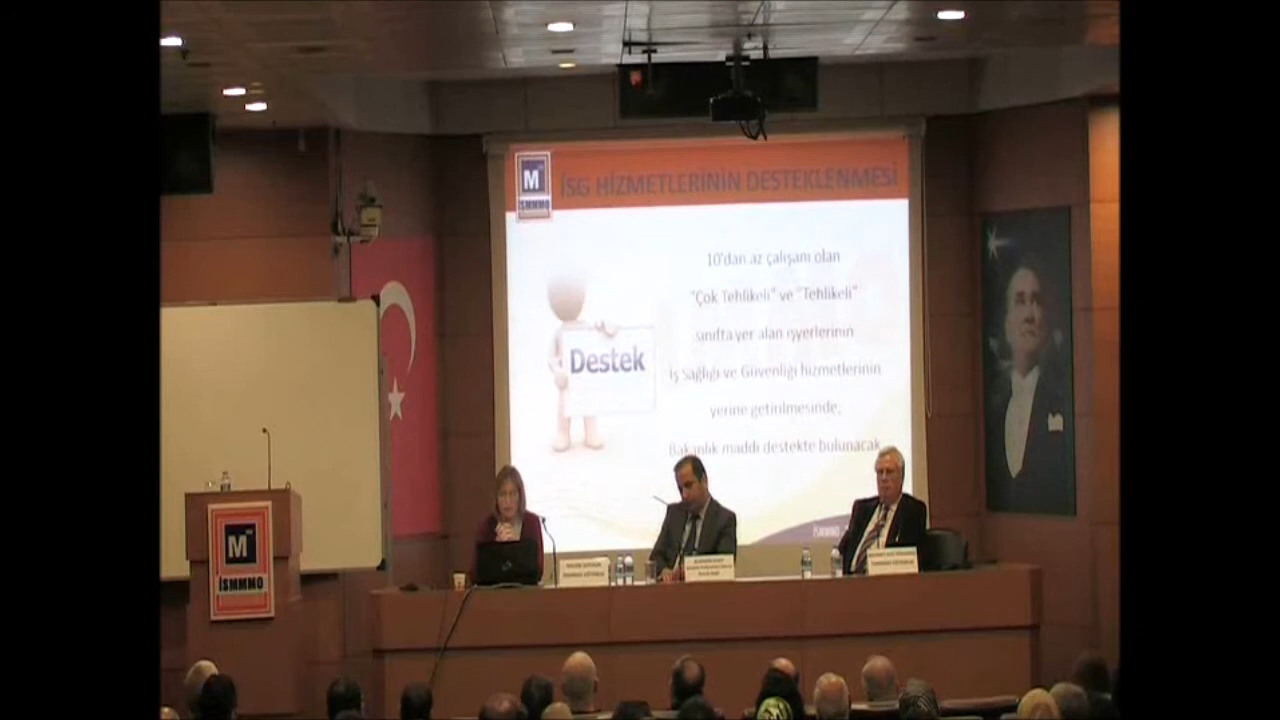 M
İSMMMO
İSG HİZMETLERİNİN DESTEKLENMESİ
10'dan az çalışanı olan
"Çok Tehlikeli" ve "Tehlikeli"
sınıfta yer alan işyerlerinin
İş Sağlığı ve Güvenliği hizmetlerinin
yerine getirilmesinde;
Bakanlık maddi destekte bulunacak
Destek
İSMMMO
M
İSMMMO